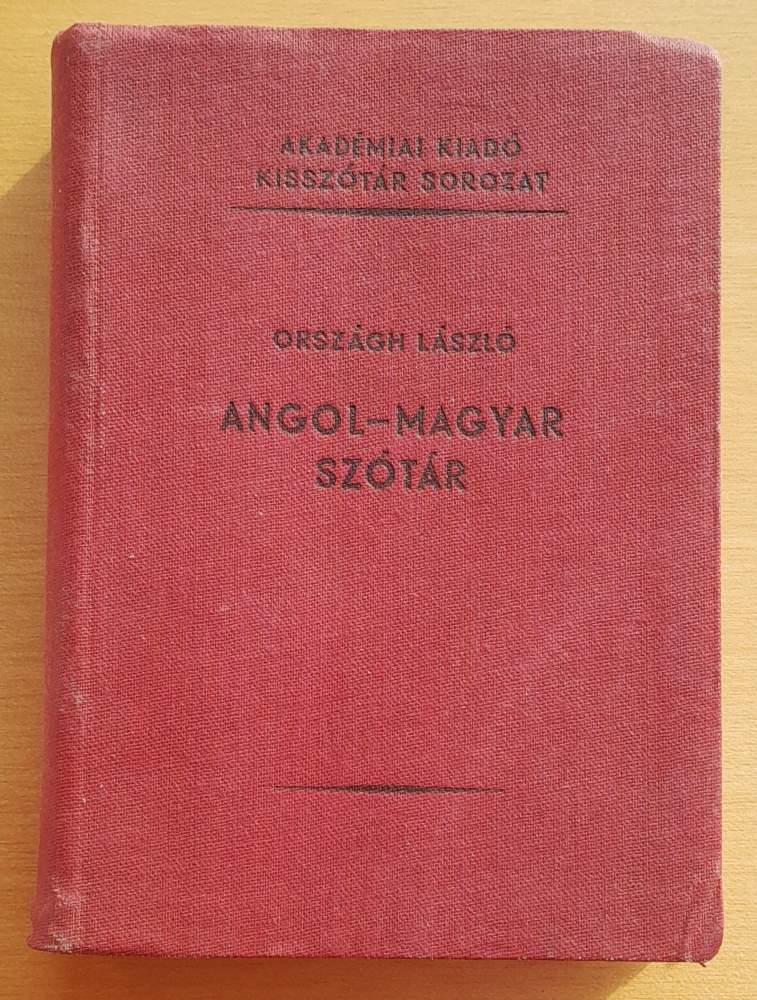 AKADÉMIAI KIADÓ
KISSZÓTÁR SOROZAT
ORSZÁGH LÁSZLÓ
ANGOL–MAGYAR
SZÓTÁR